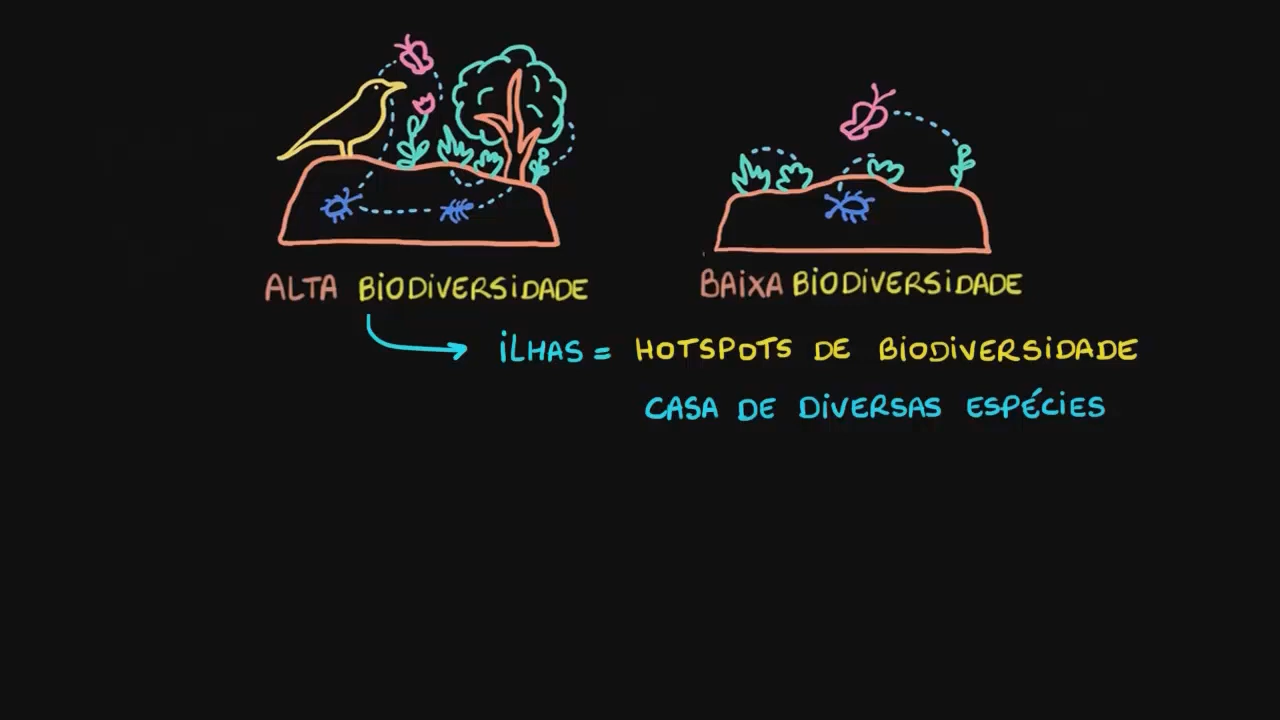 ALTA BIODIVERSIDADE
BAIXA BIODIVERSIDADE
ILHAS = HOTSPOTS DE BIODIVERSIDADE
CASA DE DIVERSAS ESPÉCIES